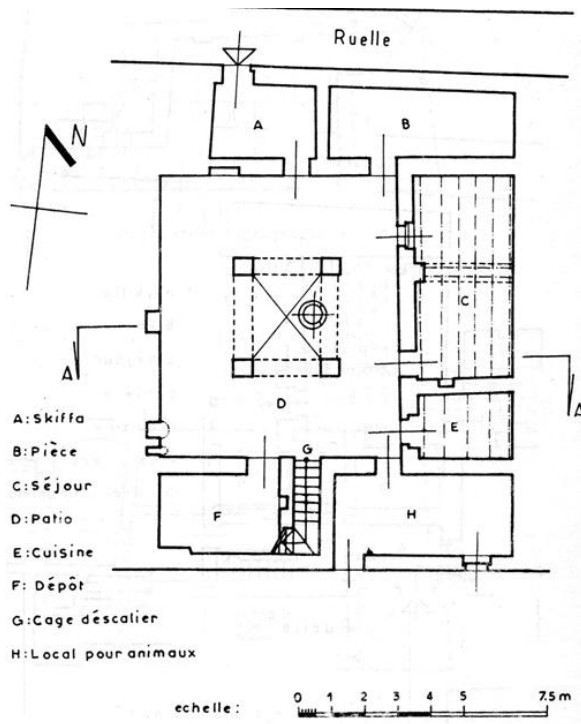 Ruelle
N
A
B
C
A
A
D
E
G
F
H
A:Skiffa
B:Pièce
C:Séjour
D:Patio
E:Cuisine
F: Dépôt
G:Cage déscalier
H:Local pour animaux
echelle: 0 1 2 3 4 5 7.5 m